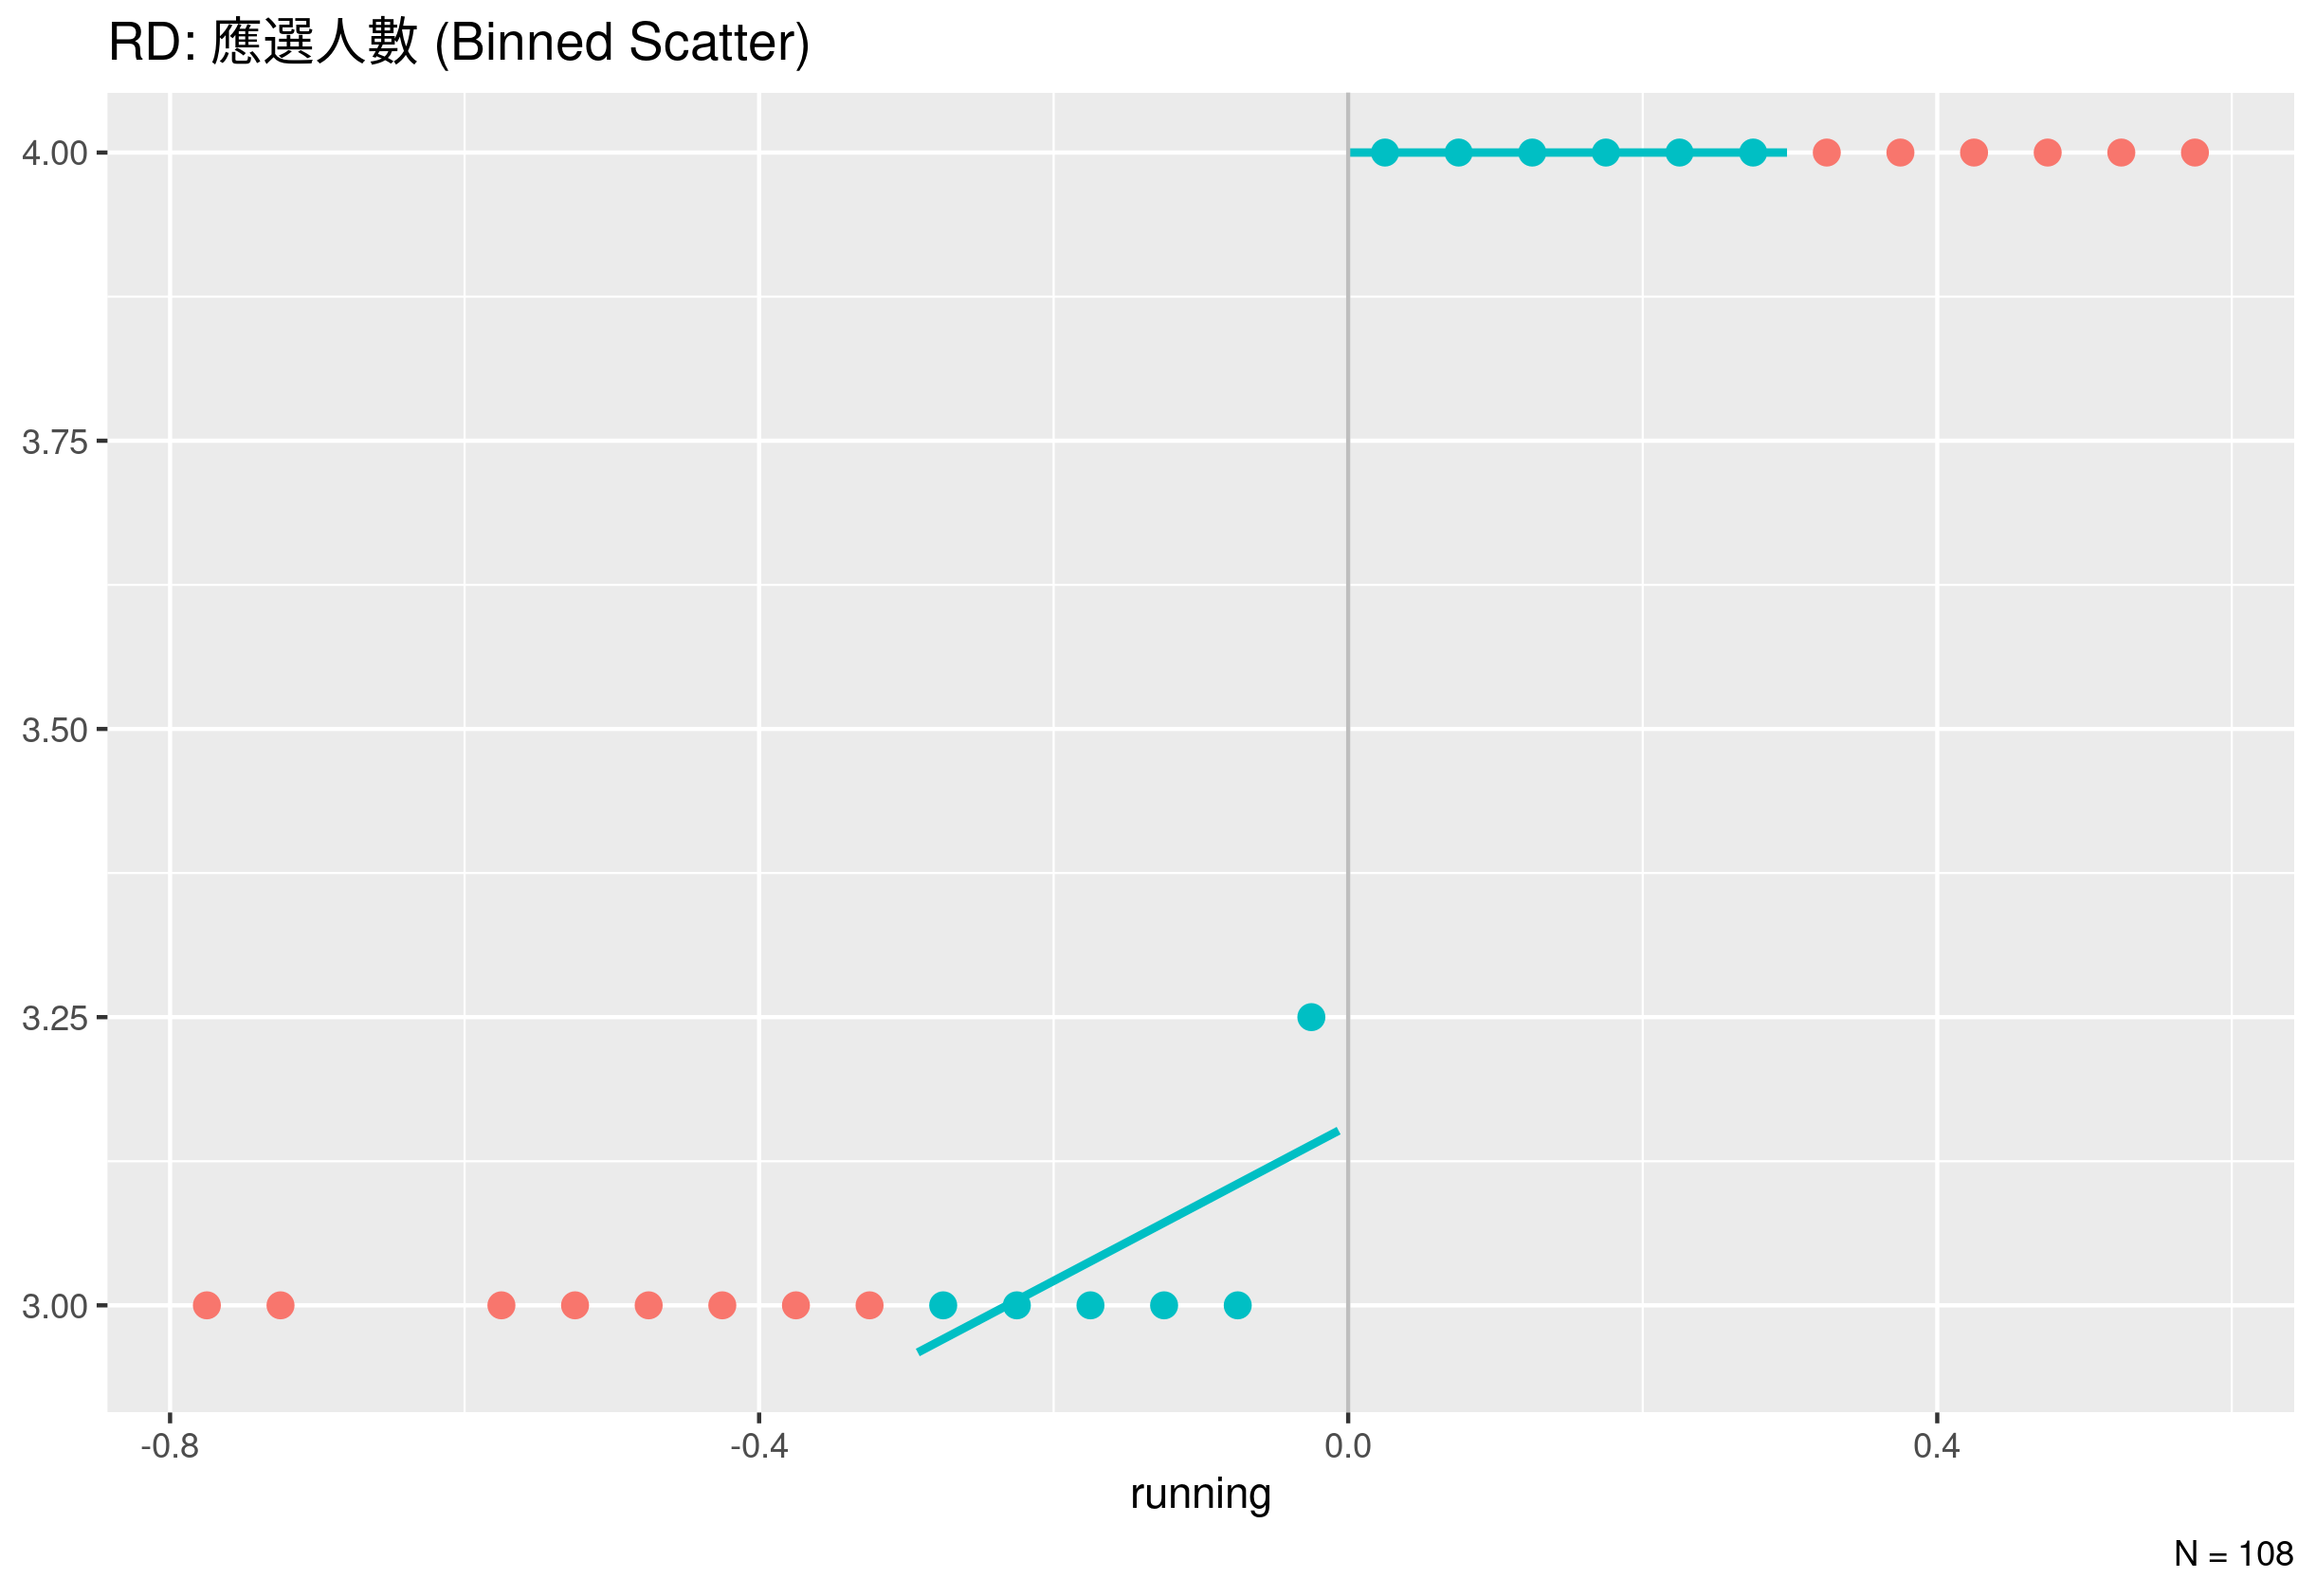 RD: 應選人數 (Binned Scatter)
4.00
3.75
3.50
3.25
3.00
-0.8 -0.4 0.0 0.4
running
N = 108